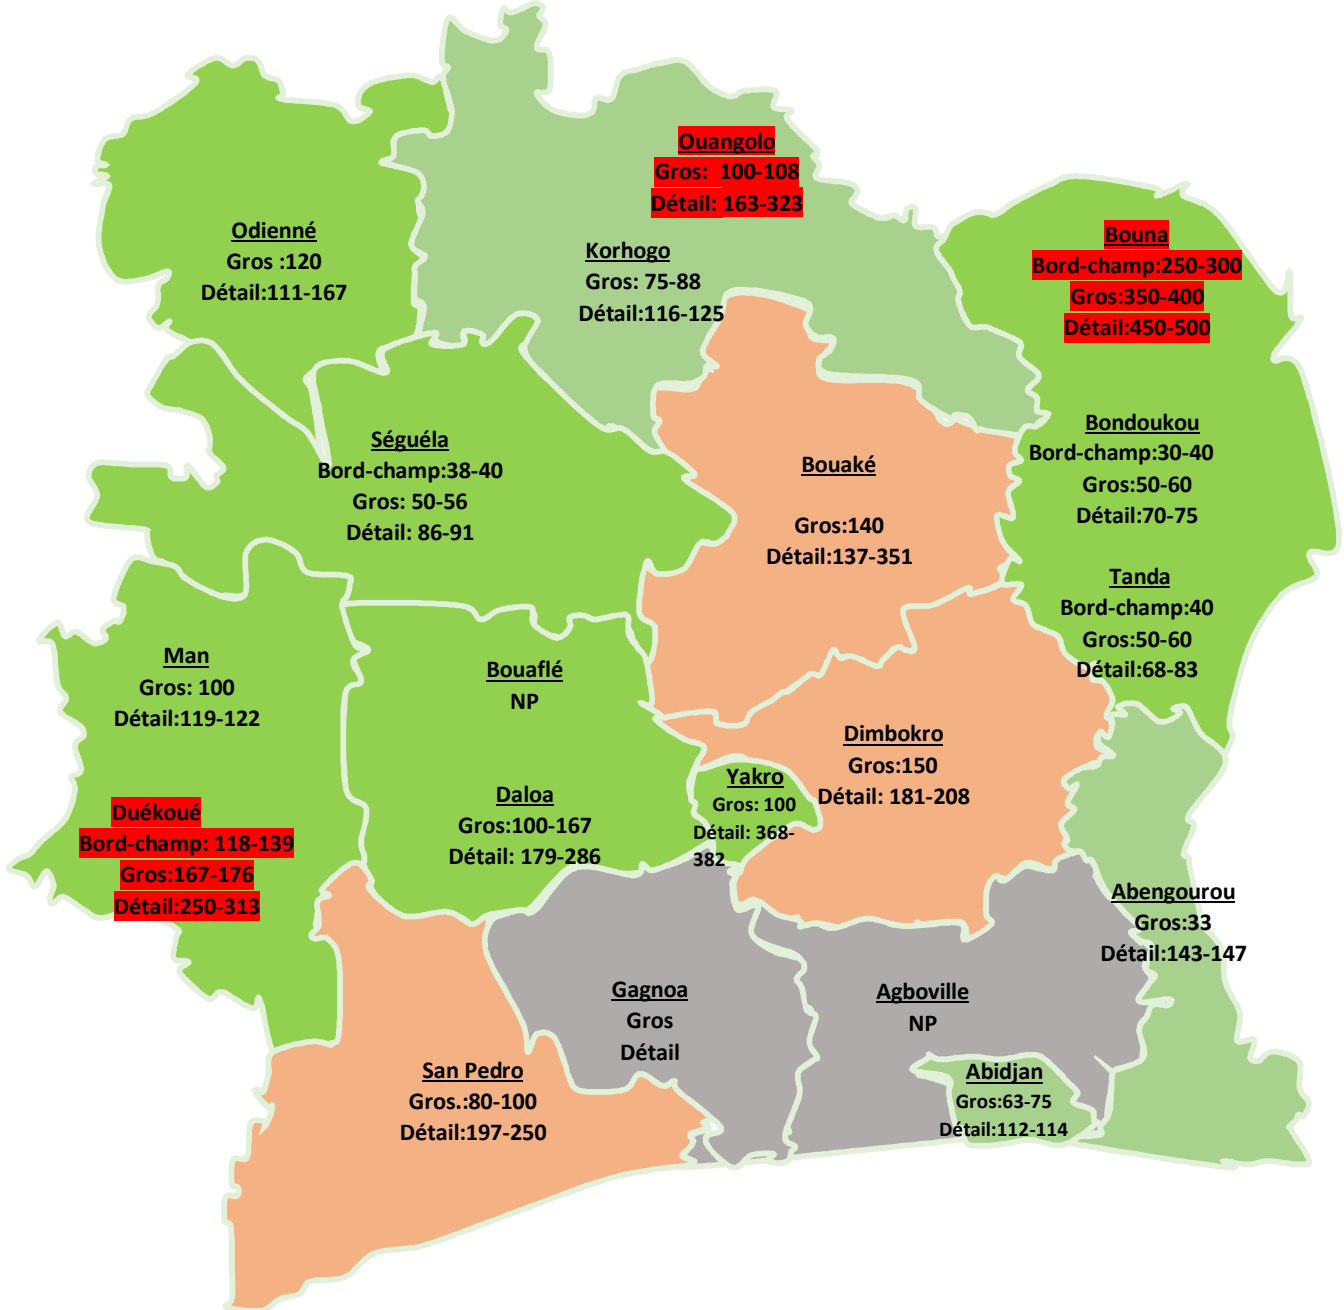 Ouangolo
Gros:  100-108
Détail: 163-323
Odienné
Gros :120
Détail:111-167
Korhogo
Gros: 75-88
Détail:116-125
Bouna
Bord-champ:250-300
Gros:350-400
Détail:450-500
Séguéla
Bord-champ:38-40
Gros: 50-56
Détail: 86-91
Bouaké
Gros:140
Détail:137-351
Bondoukou
Bord-champ:30-40
Gros:50-60
Détail:70-75
Tanda
Bord-champ:40
Gros:50-60
Détail:68-83
Man
Gros: 100
Détail:119-122
Bouaflé
NP
Dimbokro
Gros:150
Détail: 181-208
Yakro
Gros: 100
Détail: 368-
382
Daloa
Gros:100-167
Détail: 179-286
Duékoué
Bord-champ: 118-139
Gros:167-176
Détail:250-313
Abengourou
Gros:33
Détail:143-147
Gagnoa
Gros
Détail
Agboville
NP
San Pedro
Gros.:80-100
Détail:197-250
Abidjan
Gros:63-75
Détail:112-114